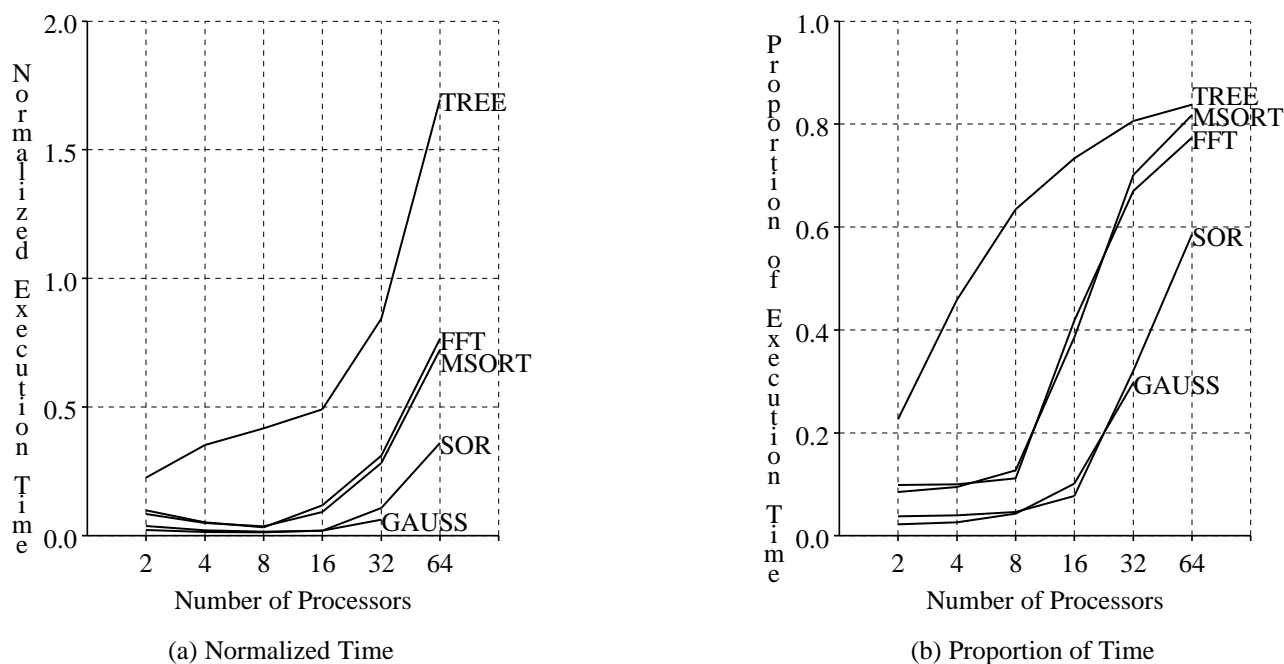 Normalized Execution Time
2.0
1.5
1.0
0.5
0.0
TREE
FFT
MSORT
SOR
GAUSS
2 4 8 16 32 64
Number of Processors
(a) Normalized Time
Proportion of Execution Time
1.0
0.8
0.6
0.4
0.2
0.0
TREE
MSORT
FFT
SOR
GAUSS
2 4 8 16 32 64
Number of Processors
(b) Proportion of Time